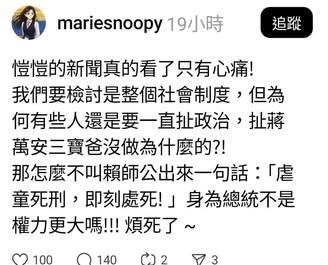 mariesnoopy 19小時 追蹤
愷愷的新聞真的看了只有心痛!
我們要檢討是整個社會制度，但為
何有些人還是要一直扯政治，扯蔣
萬安三寶爸沒做為什麼的?!
那怎麼不叫賴師公出來一句話：「虐
童死刑，即刻處死! 」身為總統不是
權力更大嗎!!! 煩死了 ~
100 140 2 3